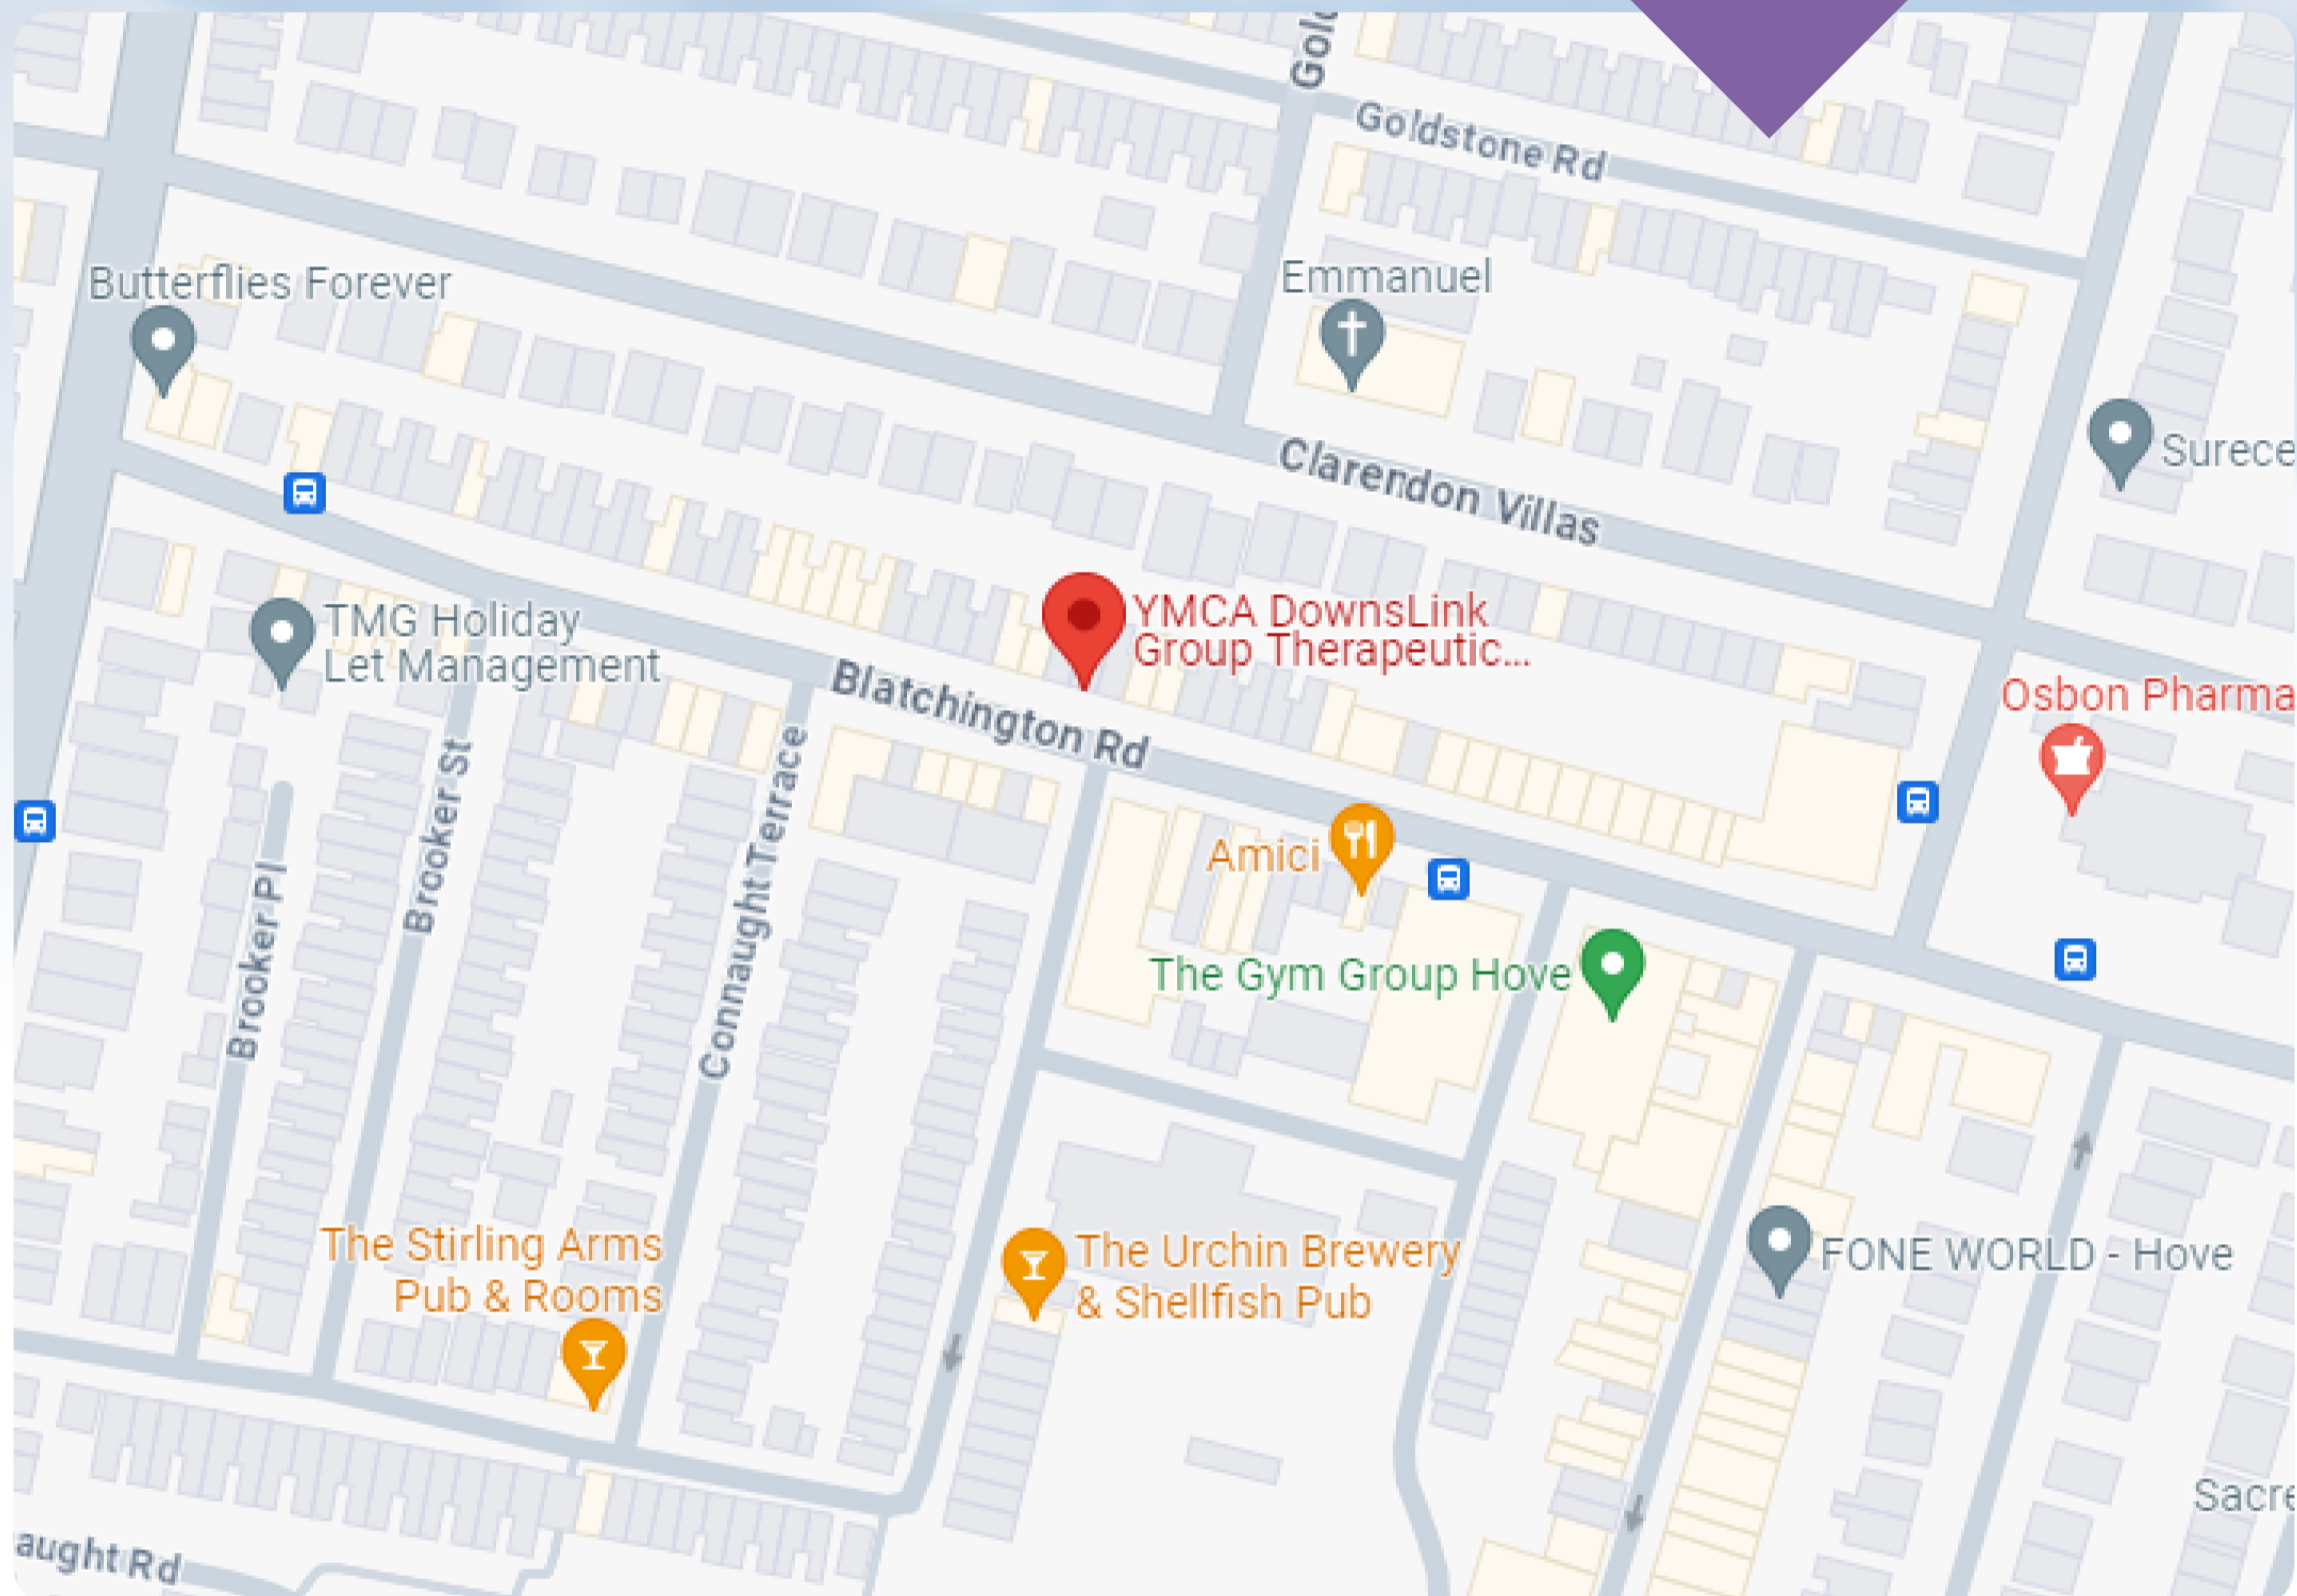 Gold
Goldstone Rd
Butterflies Forever
Emmanuel
Clarendon Villas
Surece
TMG Holiday
Let Management
YMCA DownsLink
Group Therapeutic...
Blatchington Rd
Osbon Pharma
Brooker St
Connaught Terrace
Amici
Brooker Pl
The Gym Group Hove
The Stirling Arms
Pub & Rooms
The Urchin Brewery
& Shellfish Pub
FONE WORLD - Hove
Sacre
aught Rd